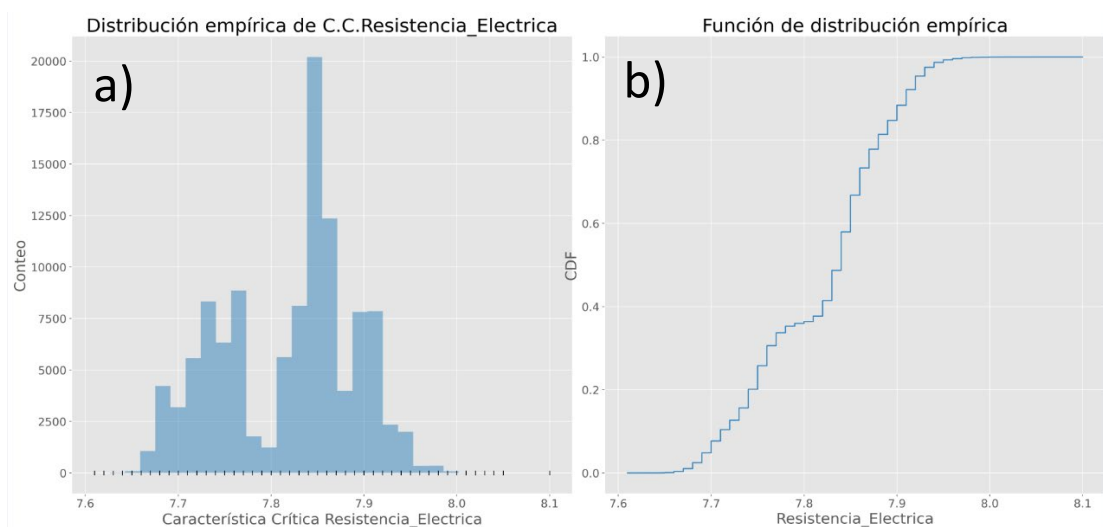 Distribución empírica de C.C.Resistencia_Electrica
a)
20000
17500
15000
12500
10000
7500
5000
2500
0
Conteo
7.6 7.7 7.8 7.9 8.0 8.1
Característica Crítica Resistencia_Electrica
Función de distribución empírica
b)
1.0
0.8
0.6
0.4
0.2
0.0
CDF
7.6 7.7 7.8 7.9 8.0 8.1
Resistencia_Electrica